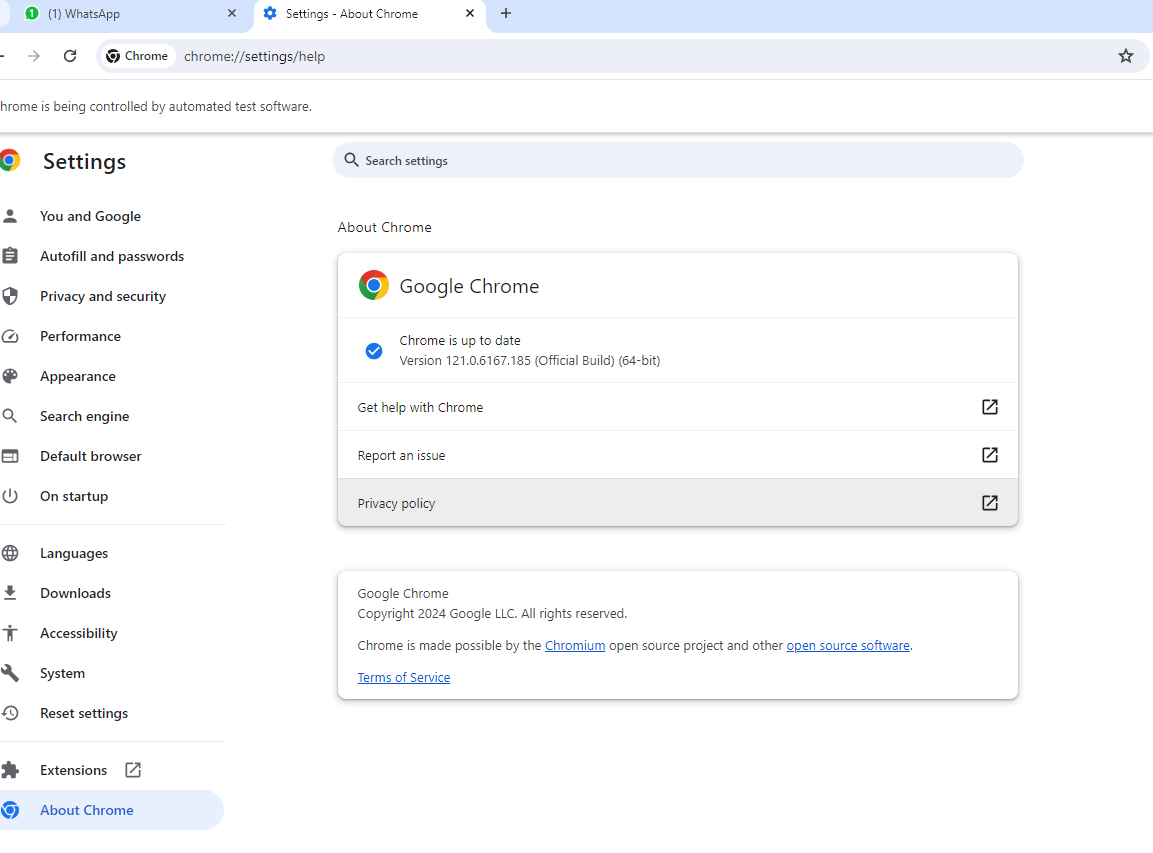 1 (1) WhatsApp
Settings - About Chrome
Chrome chrome://settings/help
hrome is being controlled by automated test software.
Settings
Search settings
You and Google
Autofill and passwords
Privacy and security
Performance
Appearance
Search engine
Default browser
On startup
Languages
Downloads
Accessibility
System
Reset settings
Extensions
About Chrome
About Chrome
Google Chrome
Chrome is up to date
Version 121.0.6167.185 (Official Build) (64-bit)
Get help with Chrome
Report an issue
Privacy policy
Google Chrome
Copyright 2024 Google LLC. All rights reserved.
Chrome is made possible by the Chromium open source project and other open source software.
Terms of Service